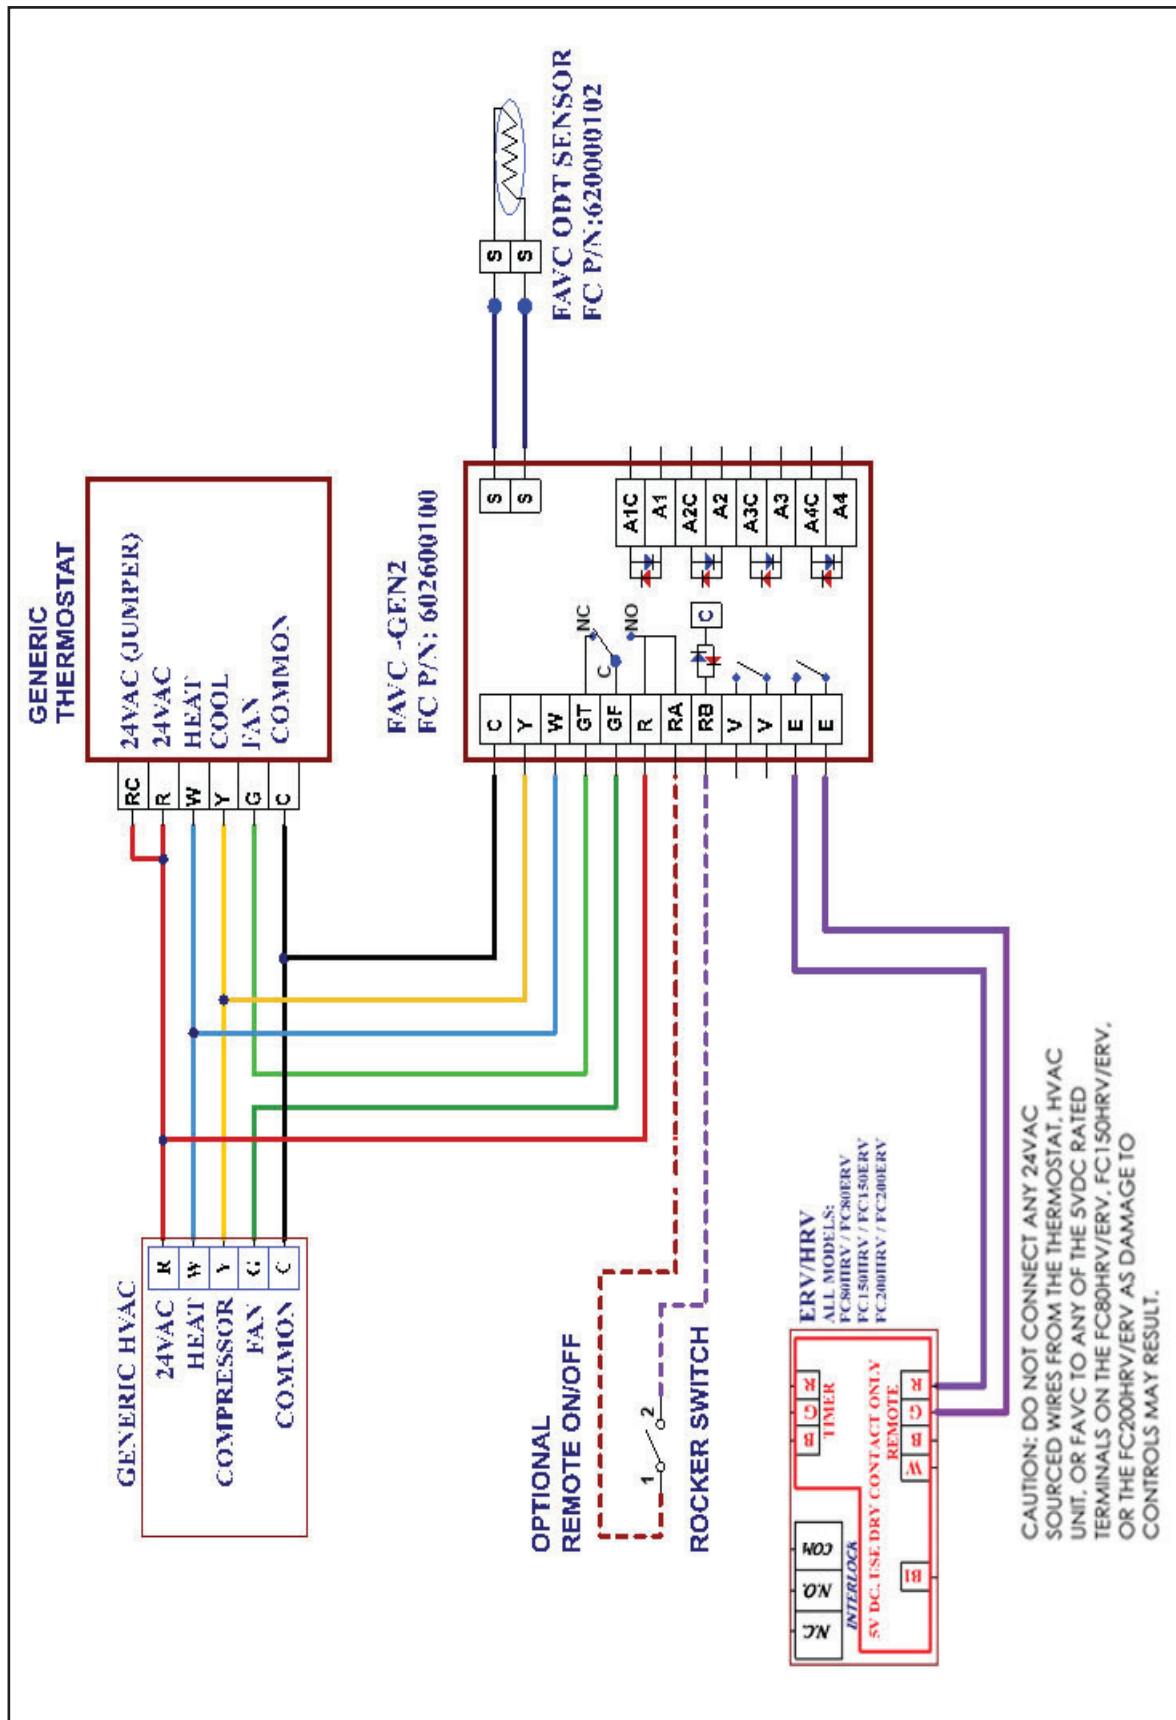 GENERIC HVAC
24VAC
HEAT
COMPRESSOR
FAN
COMMON
R
W
Y
G
C
GENERIC
THERMOSTAT
RC
R
W
Y
G
C
24VAC (JUMPER)
24VAC
HEAT
COOL
FAN
COMMON
FAVC -GEN2
FC P/N: 602600100
C
Y
W
GT
GF
R
RA
RB
V
V
E
E
NC
C
NO
C
S
S
A1C
A1
A2C
A2
A3C
A3
A4C
A4
S
S
FAVC ODT SENSOR
FC P/N:620000102
OPTIONAL
REMOTE ON/OFF
1
2
ROCKER SWITCH
ERV/HRV
ALL MODELS:
FC80HRV / FC80ERV
FC150HRV / FC150ERV
FC200HRV / FC200ERV
N.C.
N.O.
COM
INTERLOCK
B
G
R
TIMER
5V DC. USE DRY CONTACT ONLY
REMOTE
B1
W
B
G
R
CAUTION: DO NOT CONNECT ANY 24VAC
SOURCED WIRES FROM THE THERMOSTAT, HVAC
UNIT, OR FAVC TO ANY OF THE 5VDC RATED
TERMINALS ON THE FC80HRV/ERV, FC150HRV/ERV,
OR THE FC200HRV/ERV AS DAMAGE TO
CONTROLS MAY RESULT.